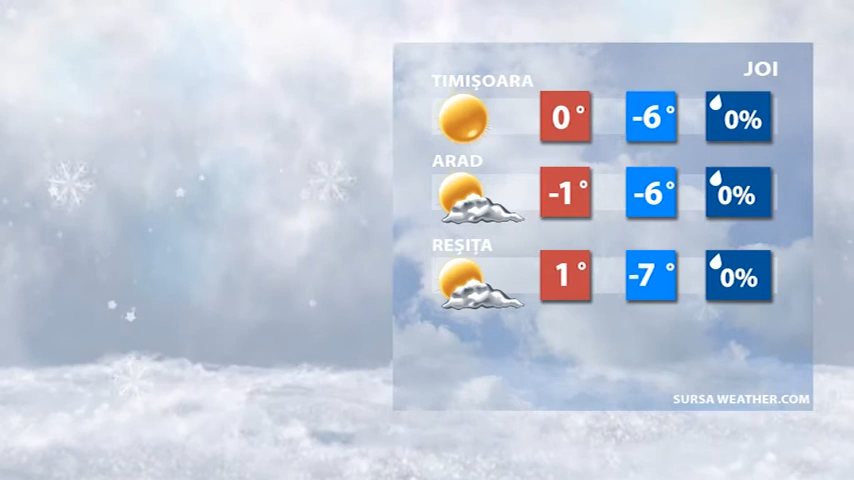 JOI
TIMIȘOARA
0° -6° 0%
ARAD
-1° -6° 0%
REȘIȚA
1° -7° 0%
SURSA WEATHER.COM